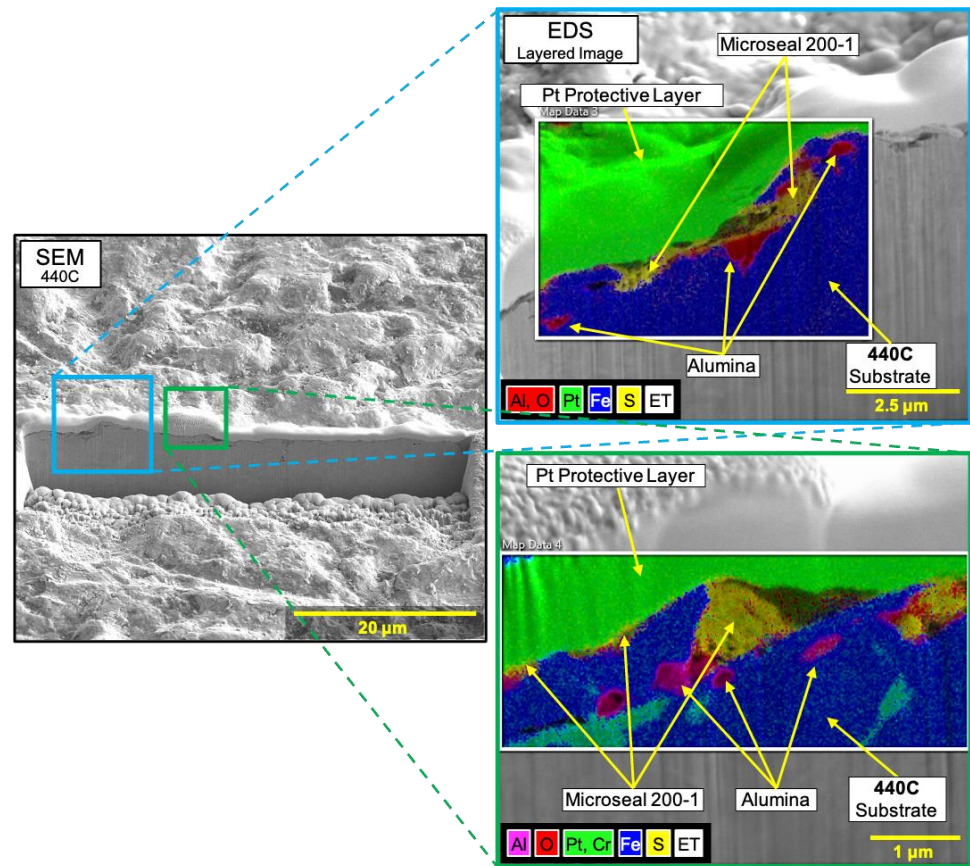 SEM
440C
20 µm
EDS
Layered Image
Microseal 200-1
Pt Protective Layer
Map Data 3
Alumina
440C
Substrate
2.5 µm
Al, O Pt Fe S ET
Pt Protective Layer
Map Data 4
Microseal 200-1
Alumina
440C
Substrate
1 µm
Al O Pt, Cr Fe S ET